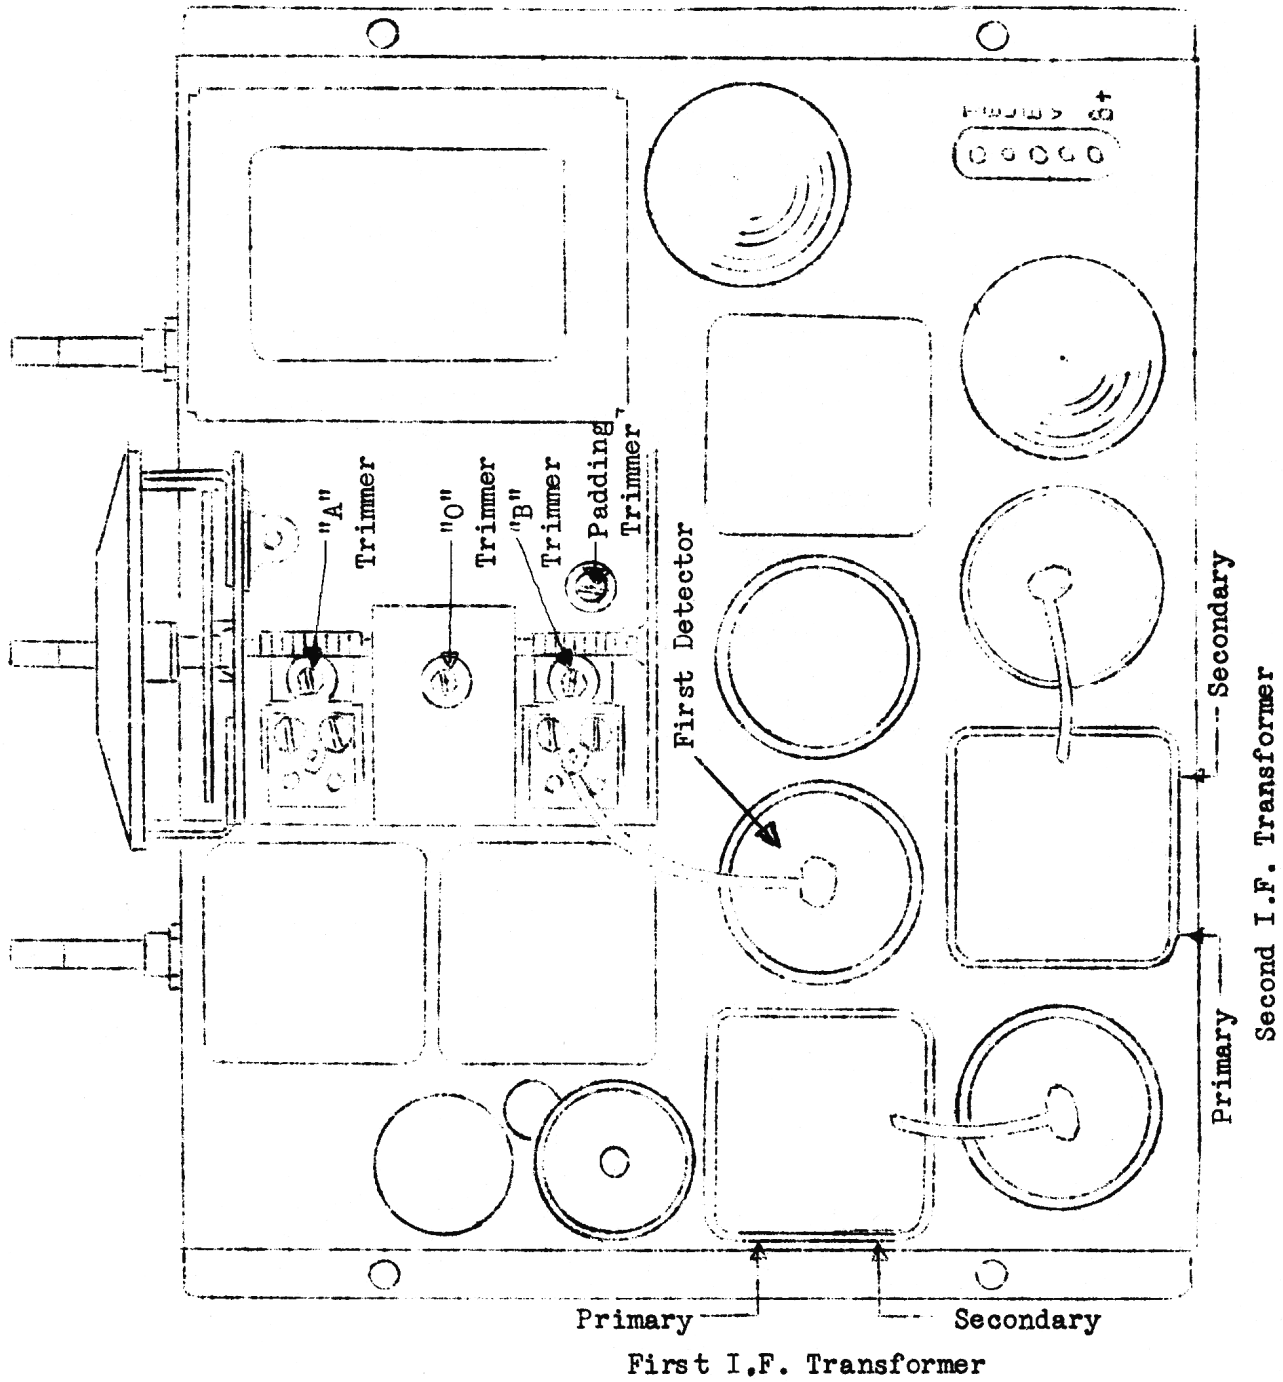 B+
"A"
Trimmer
"O"
Trimmer
"B"
Trimmer
Padding
Trimmer
First Detector
Secondary
Primary
Second I.F. Transformer
Primary
Secondary
First I.F. Transformer